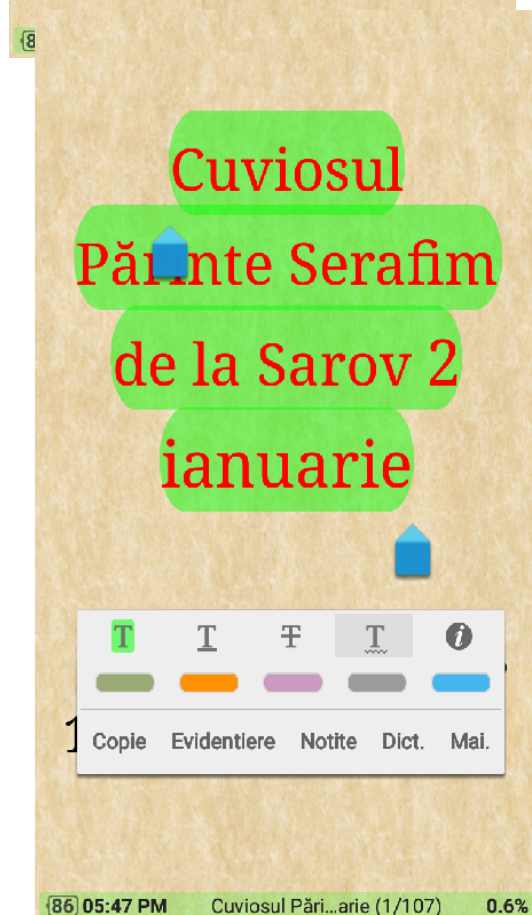 Cuviosul
Părinte Serafim
de la Sarov 2
ianuarie
T T T T i
Copie Evidentiere Notite Dict. Mai.
86 05:47 PM Cuviosul Pări...arie (1/107) 0.6%